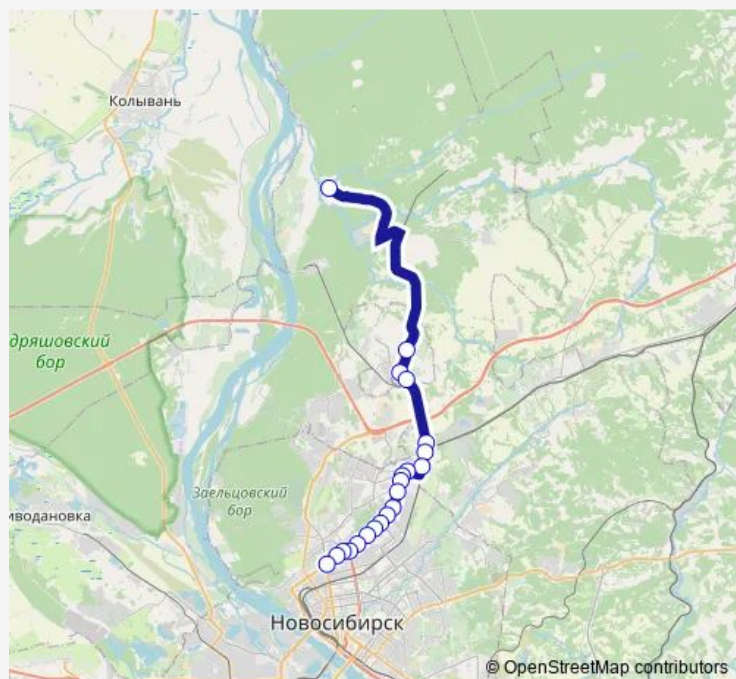 Колывань
дряшовский
бор
Заельцовский
бор
иводановка
Новосибирск
© OpenStreetMap contributors